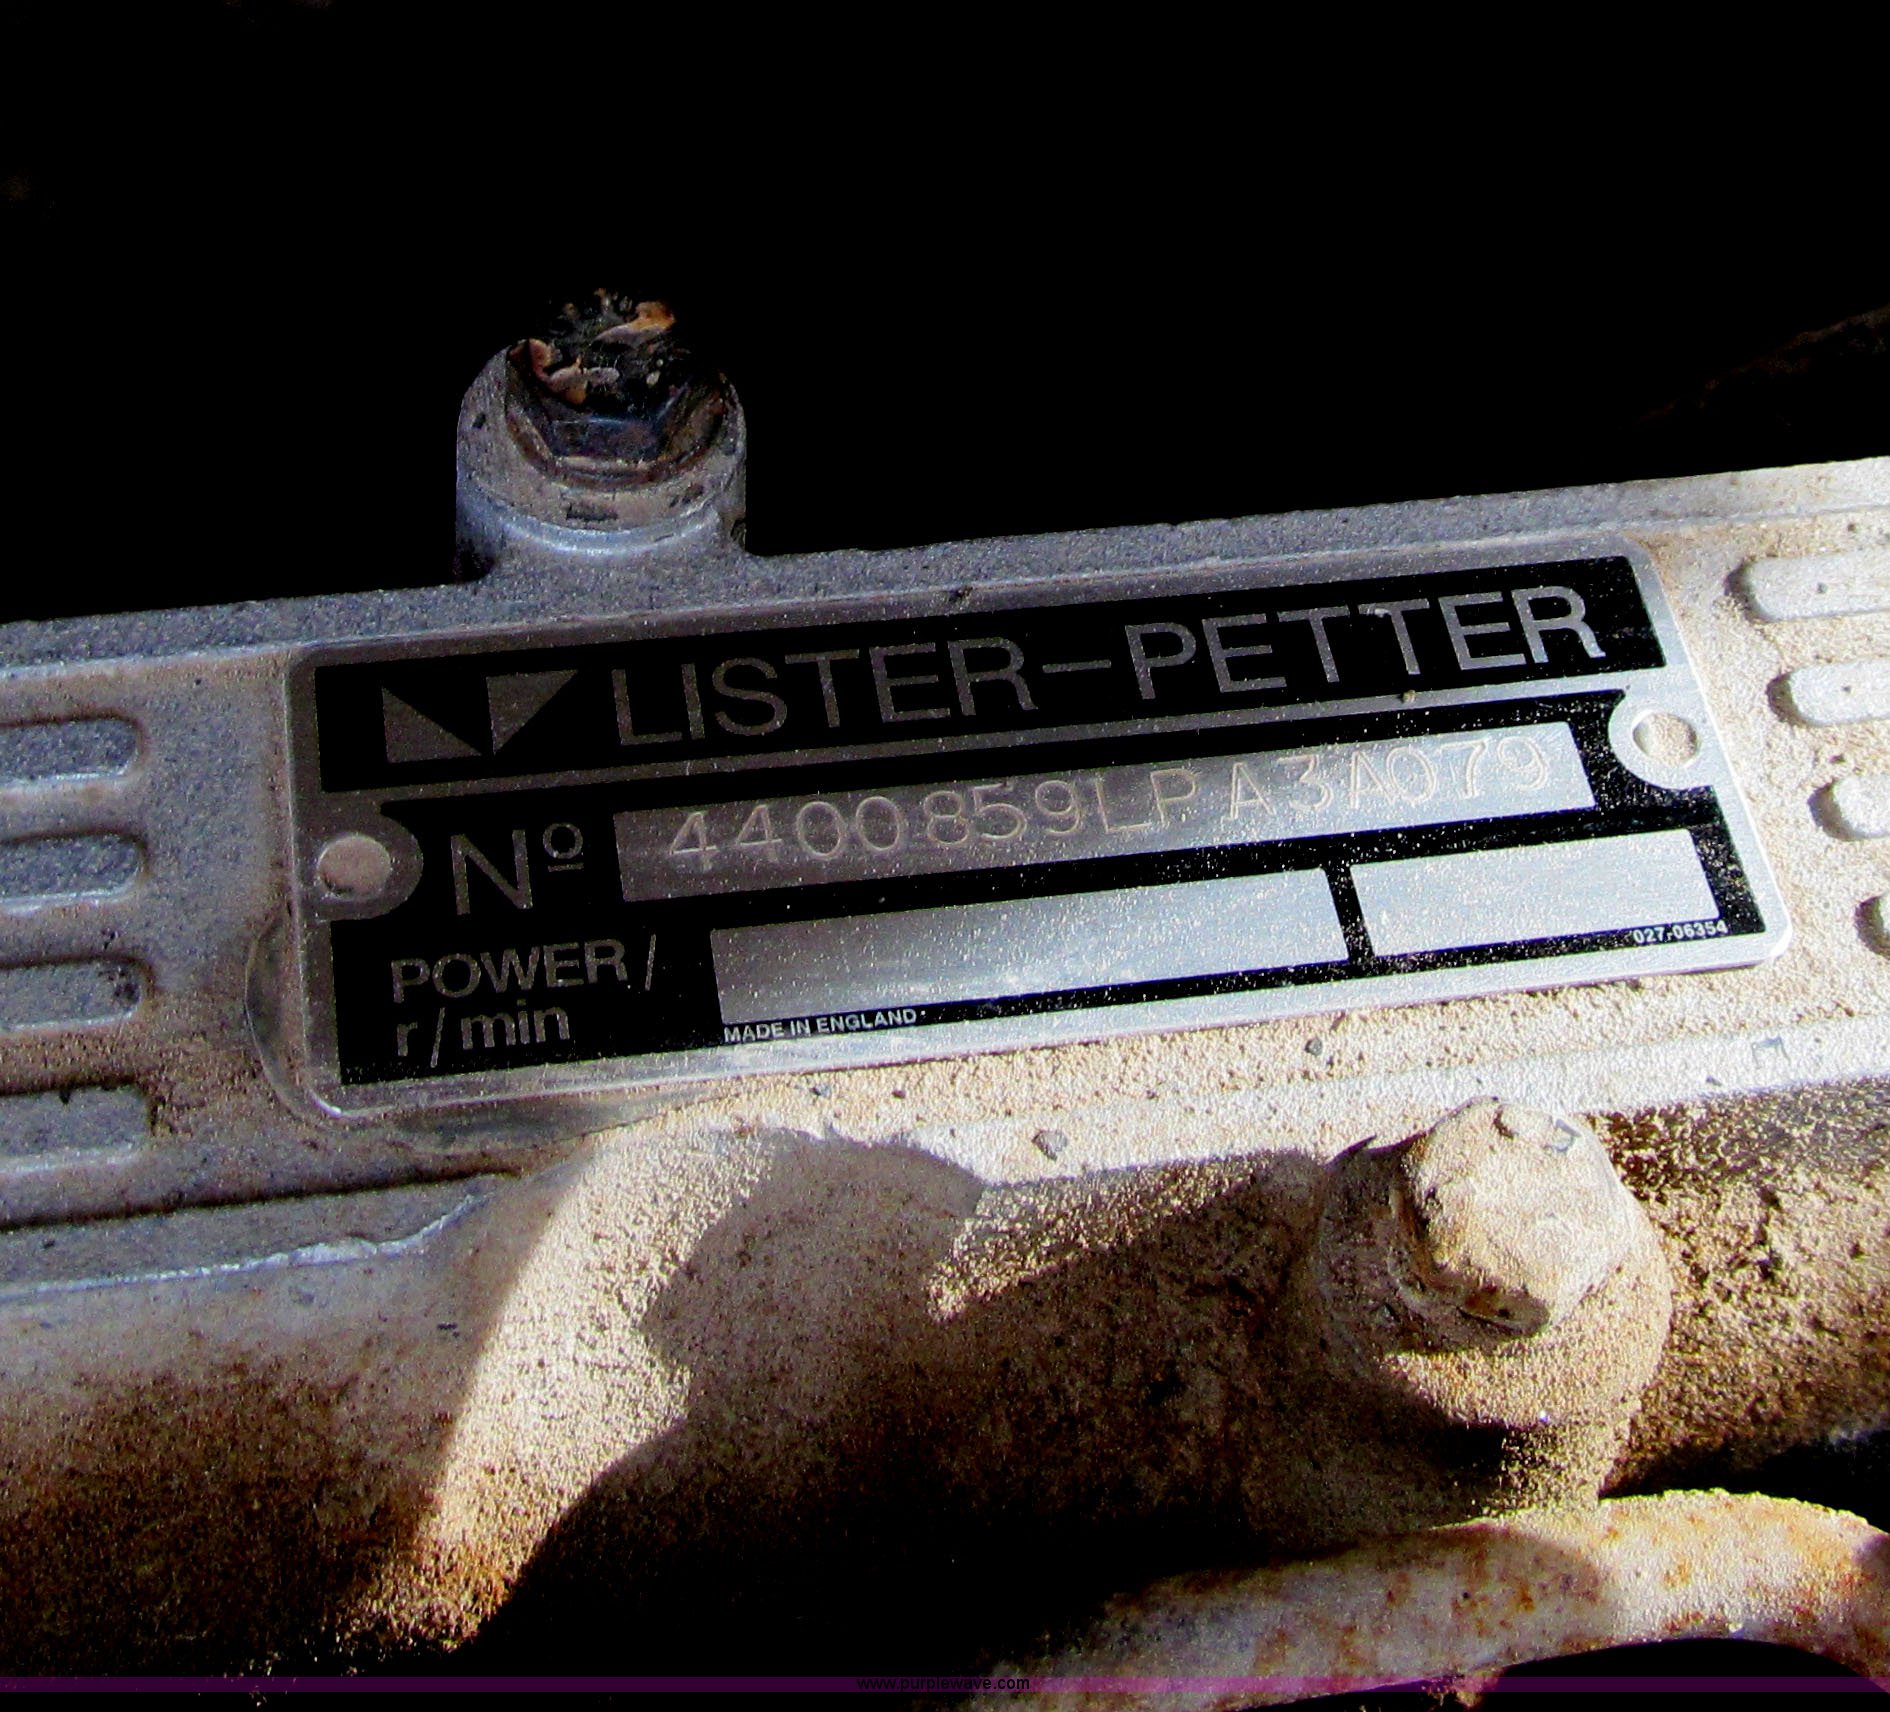 LISTER-PETTER
Nº 4400859LPA3A079
POWER/
r/min
027-06354
MADE IN ENGLAND
www.purplewave.com